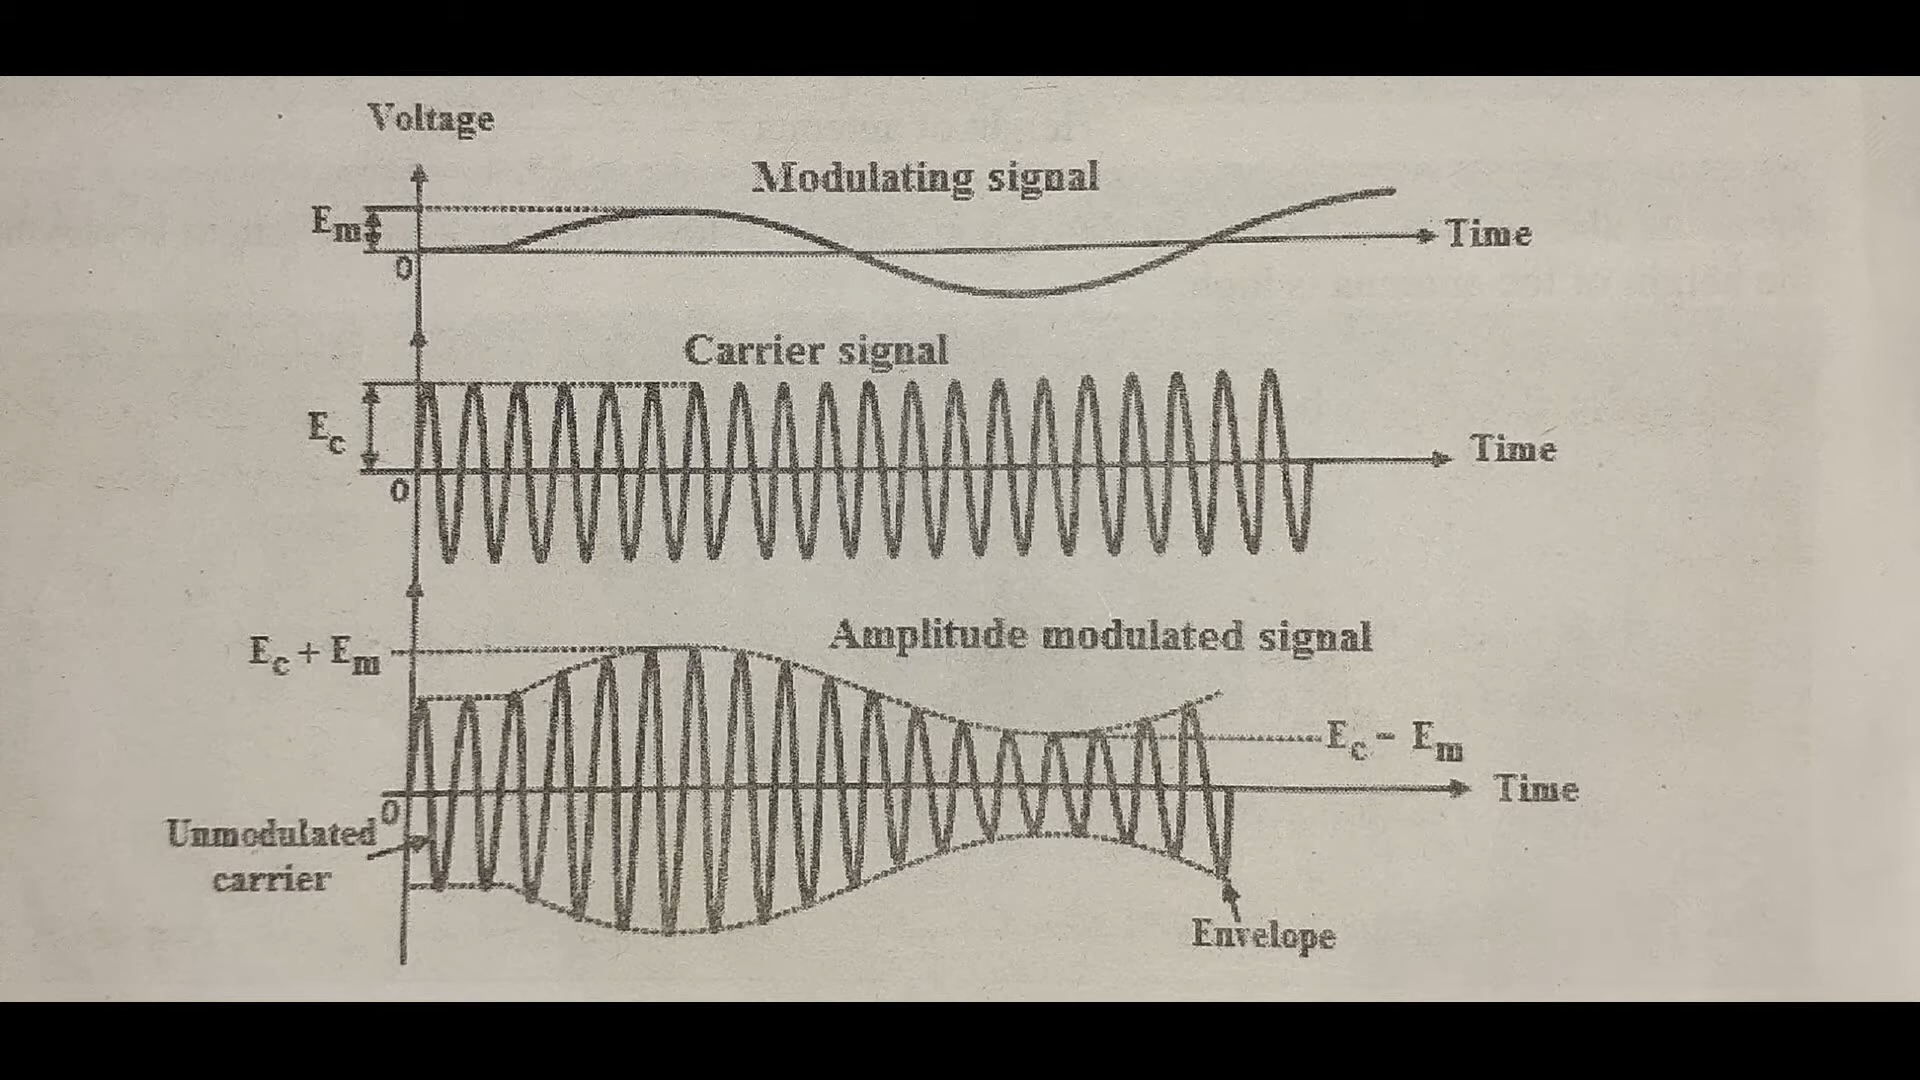 Voltage
Modulating signal
Em
0
Time
Carrier signal
Ec
0
Time
Amplitude modulated signal
Ec + Em
Ec - Em
0
Time
Unmodulated
carrier
Envelope